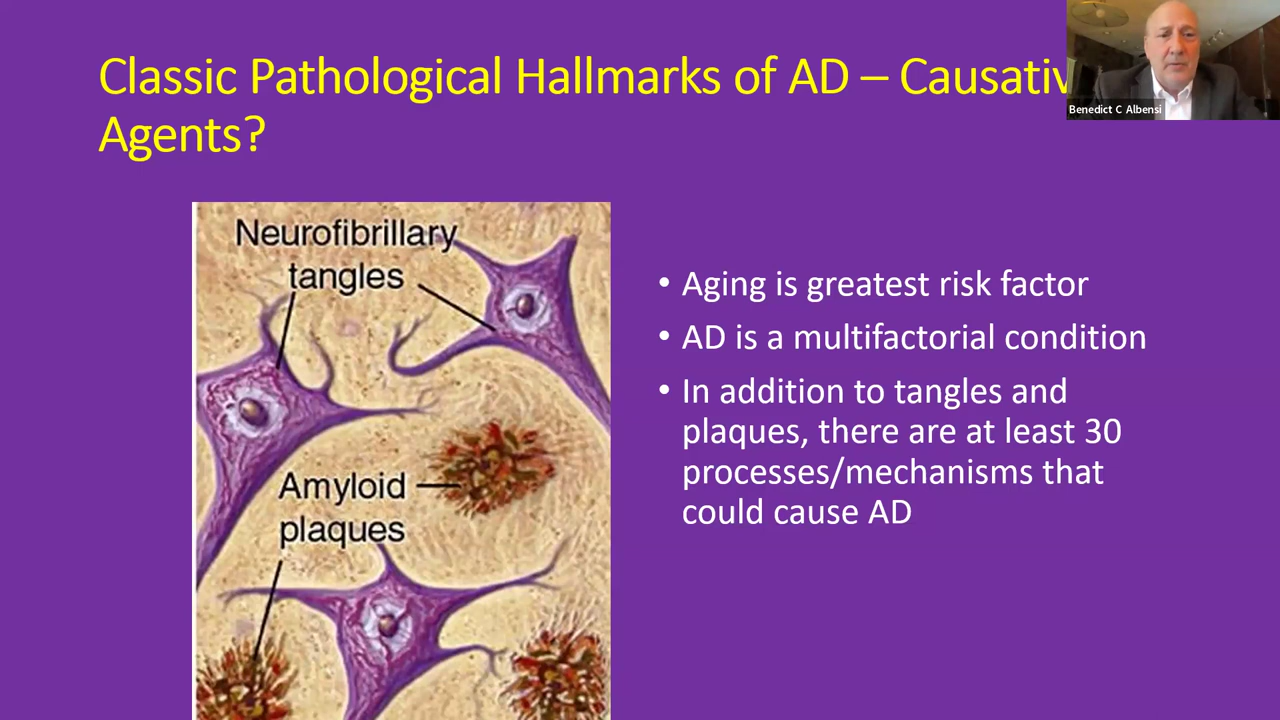 Classic Pathological Hallmarks of AD – Causativ
Agents?
Benedict C Albensi
Neurofibrillary
tangles
Amyloid
plaques
• Aging is greatest risk factor
• AD is a multifactorial condition
• In addition to tangles and
plaques, there are at least 30
processes/mechanisms that
could cause AD